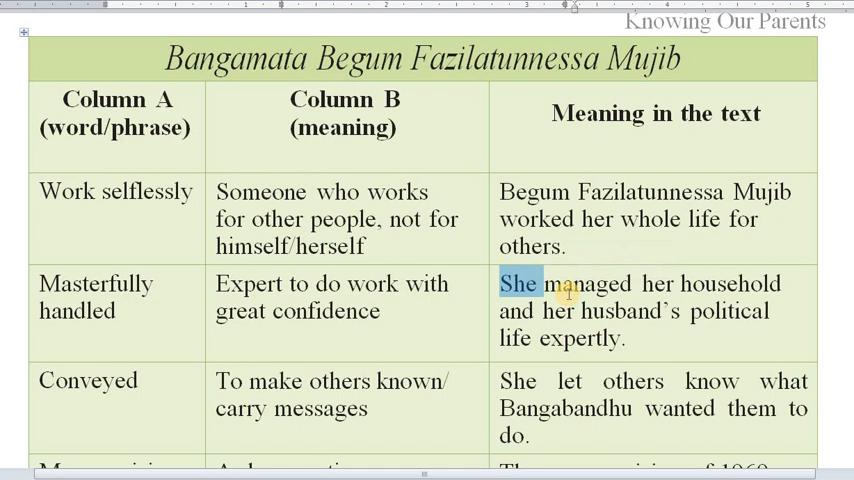 Knowing Our Parents
Bangamata Begum Fazilatunnessa Mujib
Column A
(word/phrase)
Column B
(meaning)
Meaning in the text
Work selflessly
Someone who works
for other people, not for
himself/herself
Begum Fazilatunnessa Mujib
worked her whole life for
others.
Masterfully
handled
Expert to do work with
great confidence
She managed her household
and her husband's political
life expertly.
Conveyed
To make others known/
carry messages
She let others know what
Bangabandhu wanted them to
do.